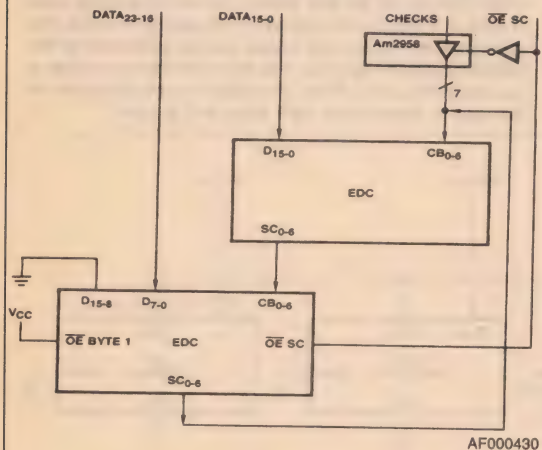 DATA23-16
DATA15-0
CHECKS
OE SC
Am2958
7
D15-0
CB0-6
EDC
SC0-6
VCC
D15-8
D7-0
CB0-6
OE BYTE 1
EDC
OE SC
SC0-6
AF000430